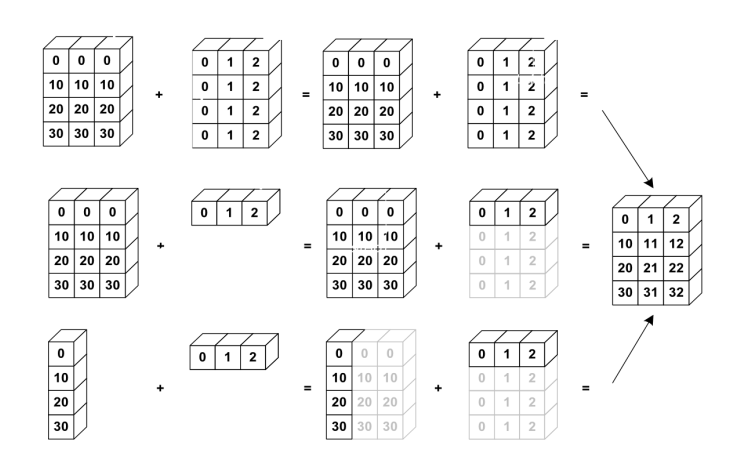 0 0 0 0 1 2 0 0 0 0 1 2
10 10 10 0 1 2 10 10 10 0 1 2
+ = + =
20 20 20 0 1 2 20 20 20 0 1 2
30 30 30 0 1 2 30 30 30 0 1 2
0 0 0 0 1 2 0 0 0 0 1 2 0 1 2
10 10 10 10 10 10 0 1 2 10 11 12
+ = + =
20 20 20 20 20 20 0 1 2 20 21 22
30 30 30 30 30 30 0 1 2 30 31 32
0 0 1 2 0 0 0 0 1 2
10 10 10 10 0 1 2
+ = + =
20 20 20 20 0 1 2
30 30 30 30 0 1 2